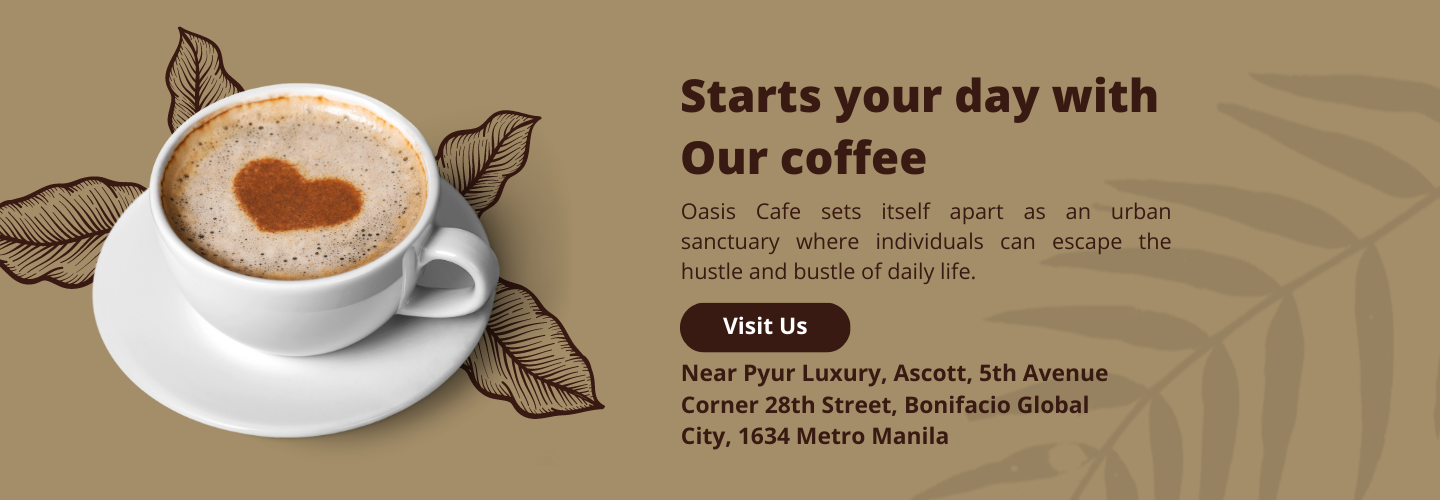 Starts your day with
Our coffee
Oasis Cafe sets itself apart as an urban
sanctuary where individuals can escape the
hustle and bustle of daily life.
Visit Us
Near Pyur Luxury, Ascott, 5th Avenue
Corner 28th Street, Bonifacio Global
City, 1634 Metro Manila